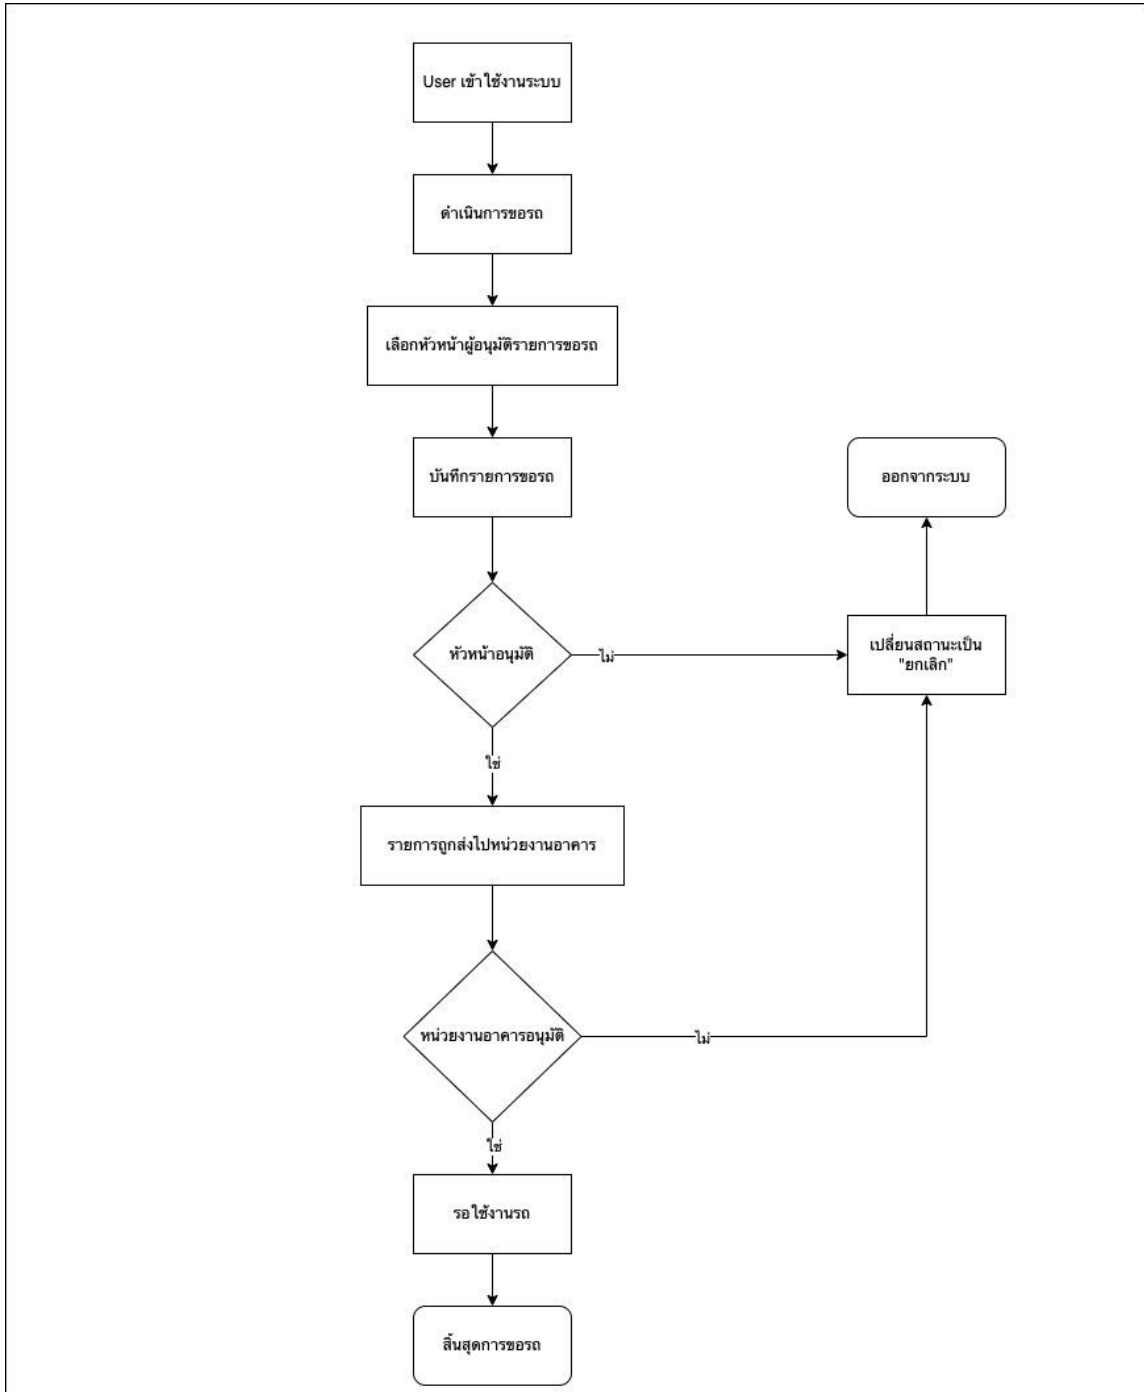 User เข้าใช้งานระบบ
ดำเนินการขอรถ
เลือกหัวหน้าผู้อนุมัติรายการขอรถ
บันทึกรายการขอรถ
ออกจากระบบ
หัวหน้าอนุมัติ
ไม่
เปลี่ยนสถานะเป็น
"ยกเลิก"
ใช่
รายการถูกส่งไปหน่วยงานอาคาร
หน่วยงานอาคารอนุมัติ
ไม่
ใช่
รอใช้งานรถ
สิ้นสุดการขอรถ